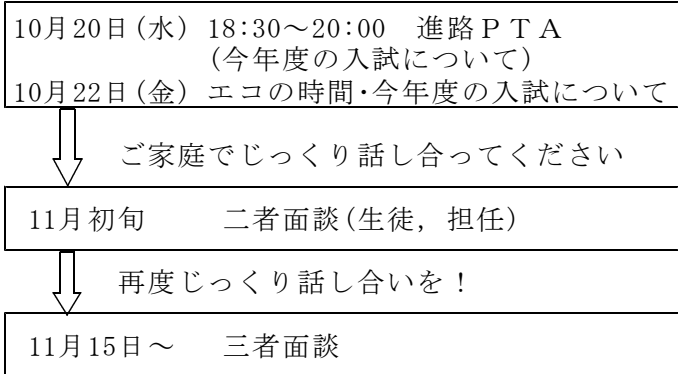 10月20日(水) 18:30～20:00 進路ＰＴＡ
(今年度の入試について)
10月22日(金) エコの時間･今年度の入試について
ご家庭でじっくり話し合ってください
11月初旬 二者面談(生徒, 担任)
再度じっくり話し合いを！
11月15日～ 三者面談